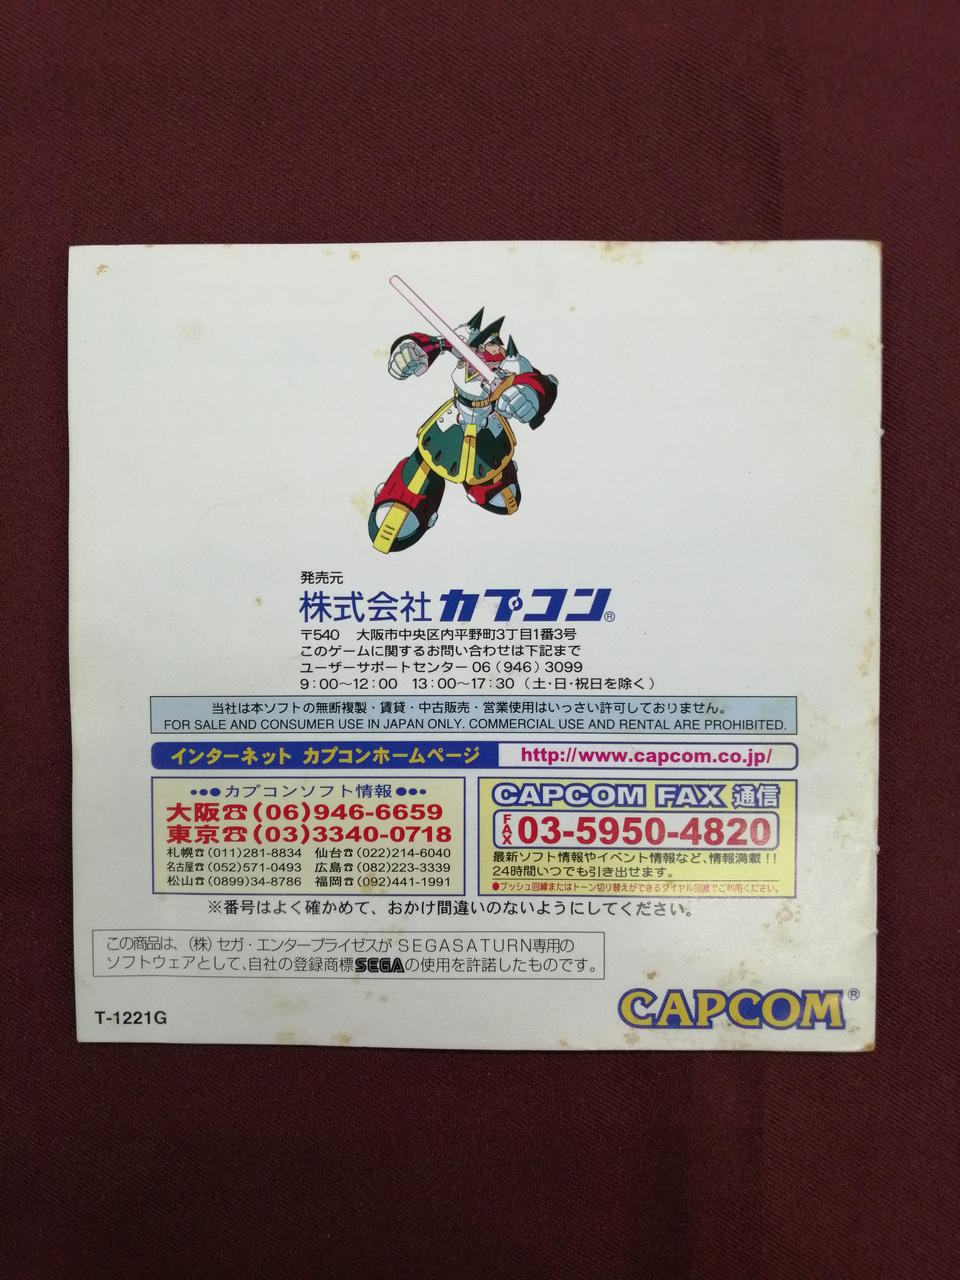 発売元
株式会社 カプコン®
〒540 大阪市中央区内平野町3丁目1番3号
このゲームに関するお問い合わせは下記まで
ユーザーサポートセンター 06(946)3099
9:00〜12:00 13:00〜17:30(土・日・祝日を除く)
当社は本ソフトの無断複製・賃貸・中古販売・営業使用はいっさい許可しておりません。
FOR SALE AND CONSUMER USE IN JAPAN ONLY. COMMERCIAL USE AND RENTAL ARE PROHIBITED.
インターネット カプコンホームページ http://www.capcom.co.jp/
●●●カプコンソフト情報●●●
大阪☎(06)946-6659
東京☎(03)3340-0718
札幌☎(011)281-8834 仙台☎(022)214-6040
名古屋☎(052)571-0493 広島☎(082)223-3339
松山☎(0899)34-8786 福岡☎(092)441-1991
CAPCOM FAX 通信
FAX 03-5950-4820
最新ソフト情報やイベント情報など、情報満載!!
24時間いつでも引き出せます。
●プッシュ回線またはトーン切り替えができるダイヤル回線でご利用ください。
※番号はよく確かめて、おかけ間違いのないようにしてください。
この商品は、(株)セガ・エンタープライゼスがSEGASATURN専用の
ソフトウェアとして、自社の登録商標SEGAの使用を許諾したものです。
T-1221G
CAPCOM®